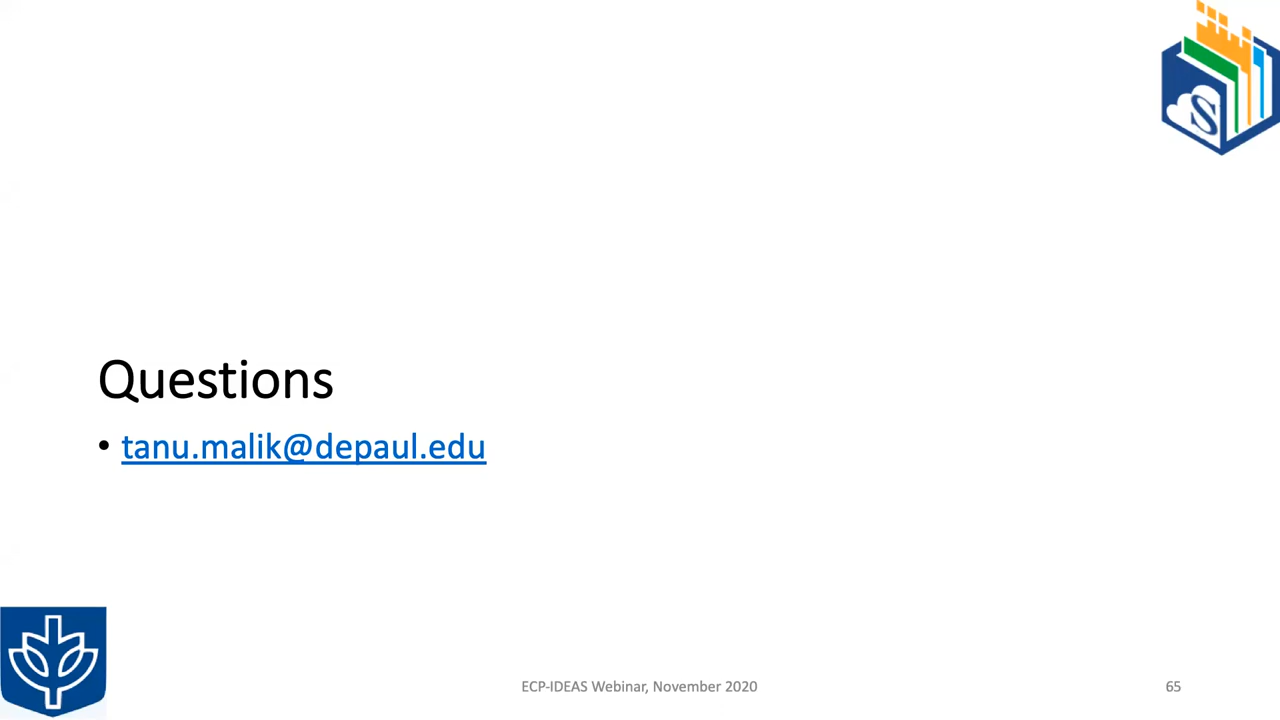 S
Questions
• tanu.malik@depaul.edu
ECP-IDEAS Webinar, November 2020
65